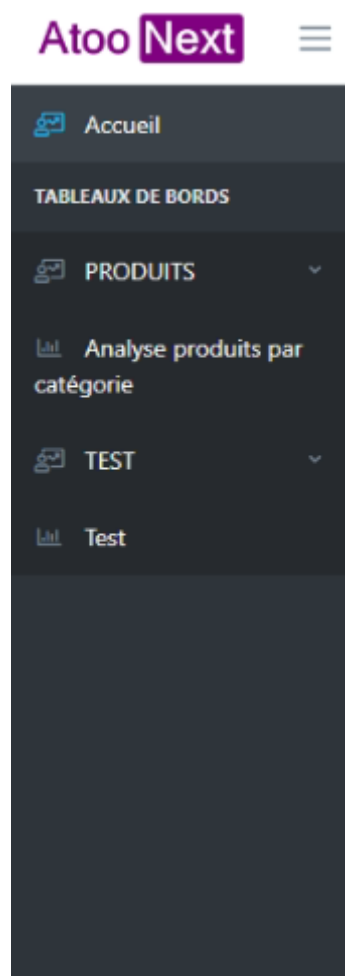 Atoo Next
Accueil
TABLEAUX DE BORDS
PRODUITS
Analyse produits par
catégorie
TEST
Test